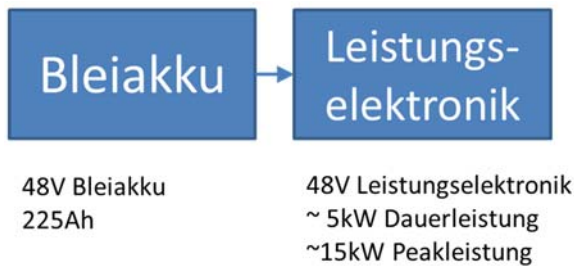 Bleiakku
Leistungs-
elektronik
48V Bleiakku
225Ah
48V Leistungselektronik
~ 5kW Dauerleistung
~15kW Peakleistung